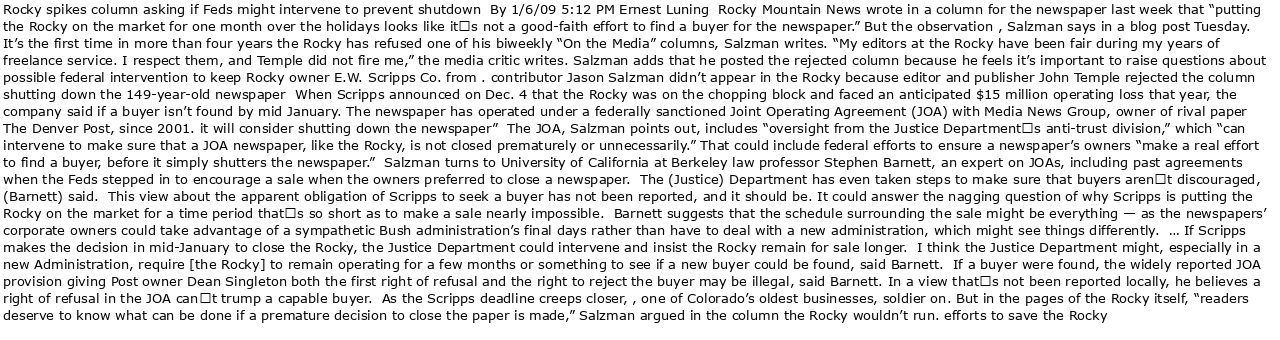 Rocky spikes column asking if Feds might intervene to prevent shutdown  By 1/6/09 5:12 PM Ernest Luning  Rocky Mountain News wrote in a column for the newspaper last week that “putting
the Rocky on the market for one month over the holidays looks like it□s not a good-faith effort to find a buyer for the newspaper.” But the observation , Salzman says in a blog post Tuesday.
It’s the first time in more than four years the Rocky has refused one of his biweekly “On the Media” columns, Salzman writes. “My editors at the Rocky have been fair during my years of
freelance service. I respect them, and Temple did not fire me,” the media critic writes. Salzman adds that he posted the rejected column because he feels it’s important to raise questions about
possible federal intervention to keep Rocky owner E.W. Scripps Co. from . contributor Jason Salzman didn’t appear in the Rocky because editor and publisher John Temple rejected the column
shutting down the 149-year-old newspaper  When Scripps announced on Dec. 4 that the Rocky was on the chopping block and faced an anticipated $15 million operating loss that year, the
company said if a buyer isn’t found by mid January. The newspaper has operated under a federally sanctioned Joint Operating Agreement (JOA) with Media News Group, owner of rival paper
The Denver Post, since 2001. it will consider shutting down the newspaper”  The JOA, Salzman points out, includes “oversight from the Justice Department□s anti-trust division,” which “can
intervene to make sure that a JOA newspaper, like the Rocky, is not closed prematurely or unnecessarily.” That could include federal efforts to ensure a newspaper’s owners “make a real effort
to find a buyer, before it simply shutters the newspaper.”  Salzman turns to University of California at Berkeley law professor Stephen Barnett, an expert on JOAs, including past agreements
when the Feds stepped in to encourage a sale when the owners preferred to close a newspaper.  The (Justice) Department has even taken steps to make sure that buyers aren□t discouraged,
(Barnett) said.  This view about the apparent obligation of Scripps to seek a buyer has not been reported, and it should be. It could answer the nagging question of why Scripps is putting the
Rocky on the market for a time period that□s so short as to make a sale nearly impossible.  Barnett suggests that the schedule surrounding the sale might be everything — as the newspapers’
corporate owners could take advantage of a sympathetic Bush administration’s final days rather than have to deal with a new administration, which might see things differently.  ... If Scripps
makes the decision in mid-January to close the Rocky, the Justice Department could intervene and insist the Rocky remain for sale longer.  I think the Justice Department might, especially in a
new Administration, require [the Rocky] to remain operating for a few months or something to see if a new buyer could be found, said Barnett.  If a buyer were found, the widely reported JOA
provision giving Post owner Dean Singleton both the first right of refusal and the right to reject the buyer may be illegal, said Barnett. In a view that□s not been reported locally, he believes a
right of refusal in the JOA can□t trump a capable buyer.  As the Scripps deadline creeps closer, , one of Colorado’s oldest businesses, soldier on. But in the pages of the Rocky itself, “readers
deserve to know what can be done if a premature decision to close the paper is made,” Salzman argued in the column the Rocky wouldn’t run. efforts to save the Rocky